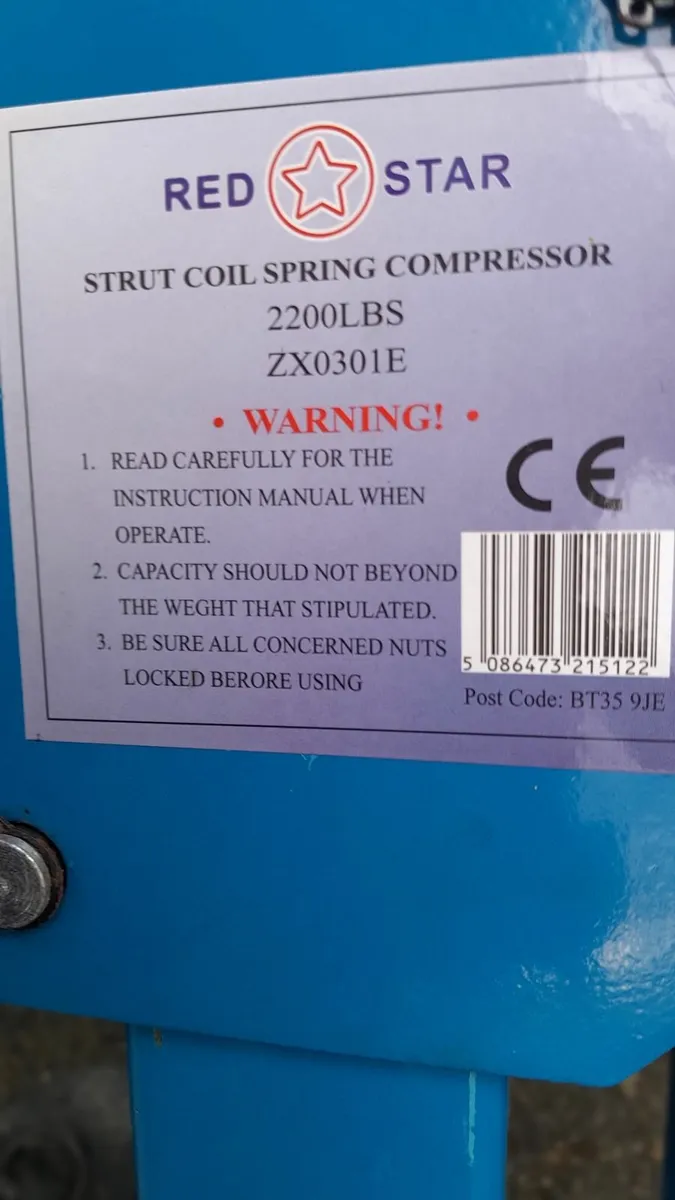 RED STAR
STRUT COIL SPRING COMPRESSOR
2200LBS
ZX0301E
• WARNING! •
1. READ CAREFULLY FOR THE
INSTRUCTION MANUAL WHEN
OPERATE.
2. CAPACITY SHOULD NOT BEYOND
THE WEGHT THAT STIPULATED.
3. BE SURE ALL CONCERNED NUTS
LOCKED BERORE USING
CE
5 086473 215122
Post Code: BT35 9JE